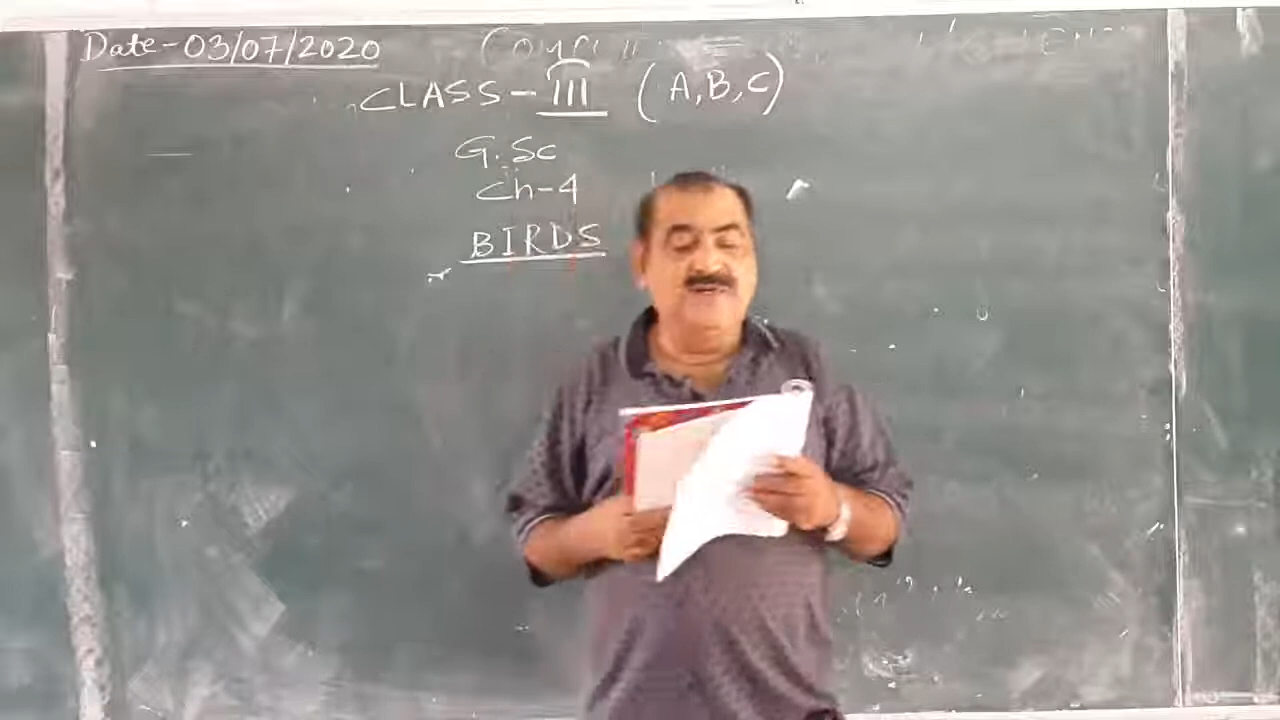 Date-03/07/2020
CLASS-III (A,B,C)
G.Sc
Ch-4
BIRDS